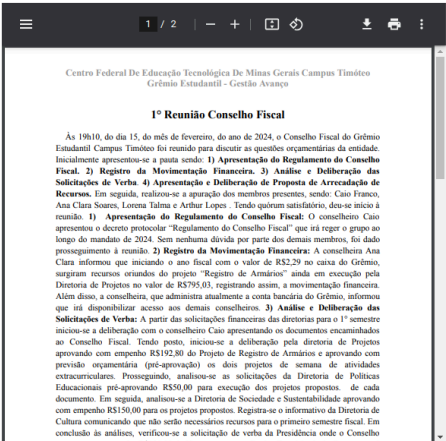 1 / 2
Centro Federal De Educação Tecnológica De Minas Gerais Campus Timóteo
Grêmio Estudantil - Gestão Avanço
1° Reunião Conselho Fiscal
Às 19h10, do dia 15, do mês de fevereiro, do ano de 2024, o Conselho Fiscal do Grêmio
Estudantil Campus Timóteo foi reunido para discutir as questões orçamentárias da entidade.
Inicialmente apresentou-se a pauta sendo: 1) Apresentação do Regulamento do Conselho
Fiscal. 2) Registro da Movimentação Financeira. 3) Análise e Deliberação das
Solicitações de Verba. 4) Apresentação e Deliberação de Proposta de Arrecadação de
Recursos. Em seguida, realizou-se a apuração dos membros presentes, sendo: Caio Franco,
Ana Clara Soares, Lorena Talma e Arthur Lopes . Tendo quórum satisfatório, deu-se início à
reunião. 1) Apresentação do Regulamento do Conselho Fiscal: O conselheiro Caio
apresentou o decreto protocolar "Regulamento do Conselho Fiscal" que irá reger o grupo ao
longo do mandato de 2024. Sem nenhuma dúvida por parte dos demais membros, foi dado
prosseguimento à reunião. 2) Registro da Movimentação Financeira: A conselheira Ana
Clara informou que iniciando o ano fiscal com o valor de R$2,29 no caixa do Grêmio,
surgiram recursos oriundos do projeto "Registro de Armários" ainda em execução pela
Diretoria de Projetos no valor de R$795,03, registrando assim, a movimentação financeira.
Além disso, a conselheira, que administra atualmente a conta bancária do Grêmio, informou
que irá disponibilizar acesso aos demais conselheiros. 3) Análise e Deliberação das
Solicitações de Verba: A partir das solicitações financeiras das diretorias para o 1° semestre
iniciou-se a deliberação com o conselheiro Caio apresentando os documentos encaminhados
ao Conselho Fiscal. Tendo posto, iniciou-se a deliberação pela diretoria de Projetos
aprovando com empenho R$192,80 do Projeto de Registro de Armários e aprovando com
previsão orçamentária (pré-aprovação) os dois projetos de semana de atividades
extracurriculares. Prosseguindo, analisou-se as solicitações da Diretoria de Políticas
Educacionais pré-aprovando R$50,00 para execução dos projetos propostos. de cada
documento. Em seguida, analisou-se a Diretoria de Sociedade e Sustentabilidade aprovando
com empenho R$150,00 para os projetos propostos. Registra-se o informativo da Diretoria de
Cultura comunicando que não serão necessários recursos para o primeiro semestre fiscal. Em
conclusão às análises, verificou-se a solicitação de verba da Presidência onde o Conselho